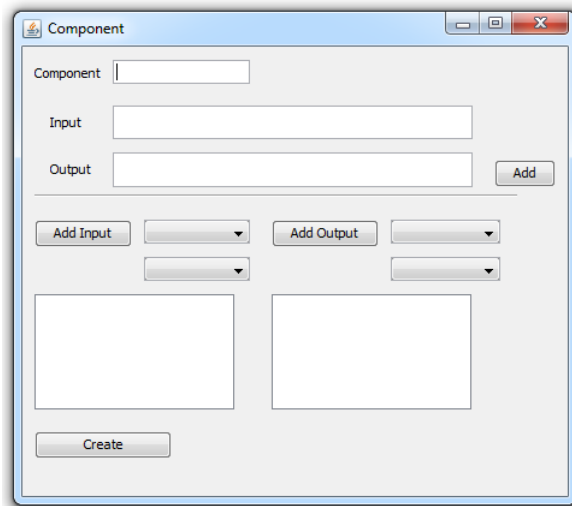 Component
Component
Input
Output
Add
Add Input
Add Output
Create